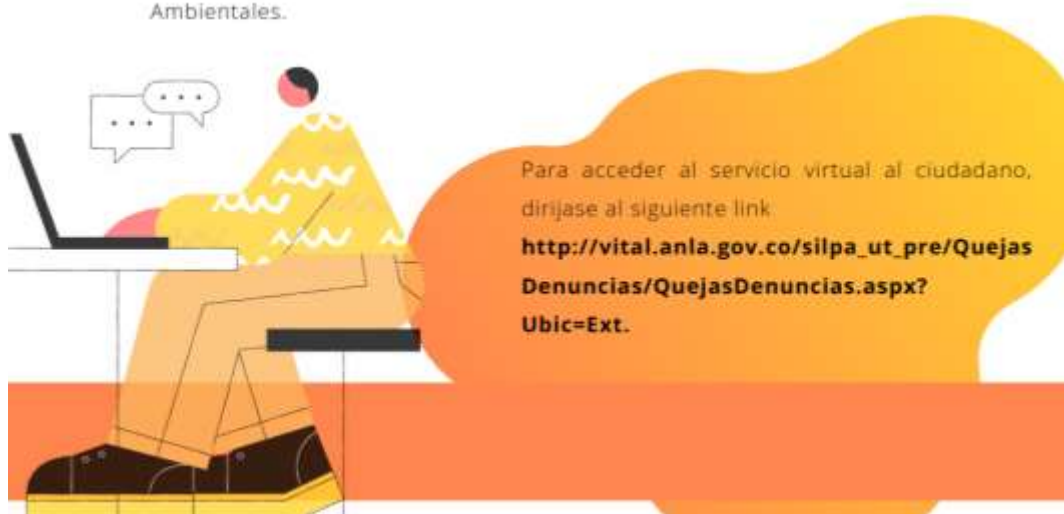 Ambientales.
Para acceder al servicio virtual al ciudadano,
dirijase al siguiente link
http://vital.anla.gov.co/silpa_ut_pre/Quejas
Denuncias/QuejasDenuncias.aspx?
Ubic=Ext.